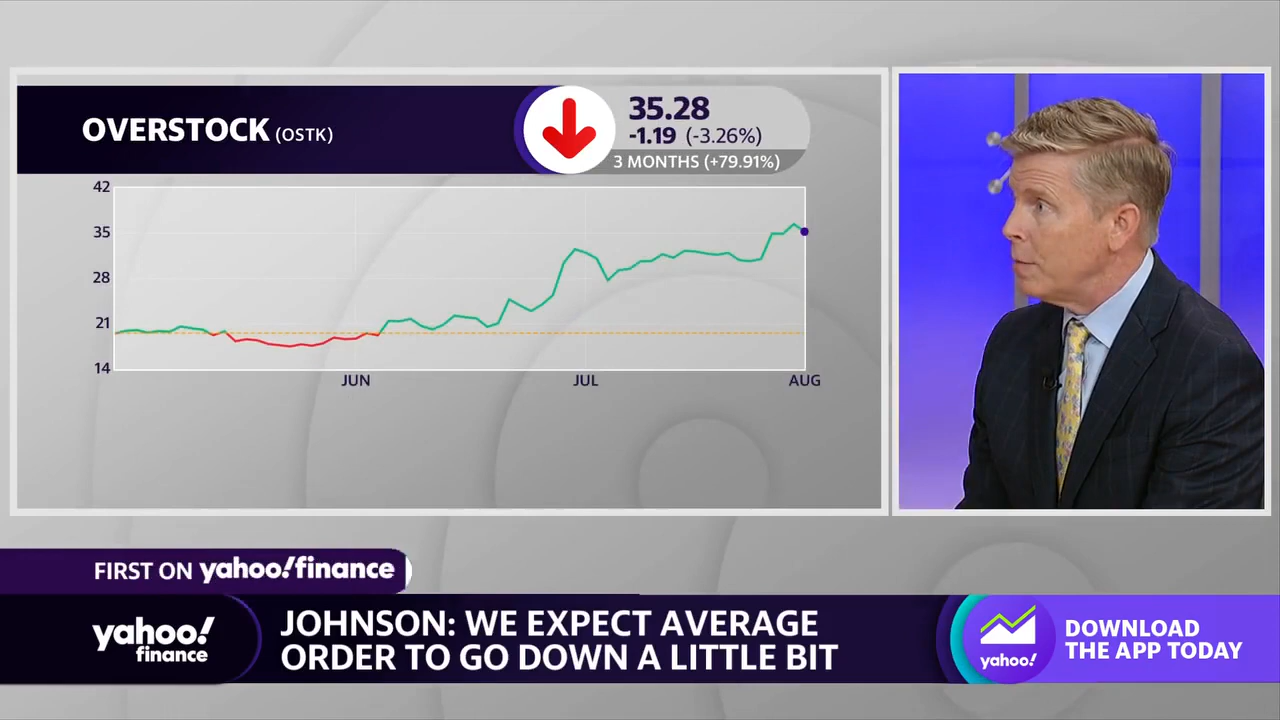 OVERSTOCK (OSTK)
35.28
-1.19 (-3.26%)
3 MONTHS (+79.91%)
42
35
28
21
14
JUN JUL AUG
FIRST ON yahoo!finance
yahoo!
finance
JOHNSON: WE EXPECT AVERAGE
ORDER TO GO DOWN A LITTLE BIT
yahoo!
DOWNLOAD
THE APP TODAY